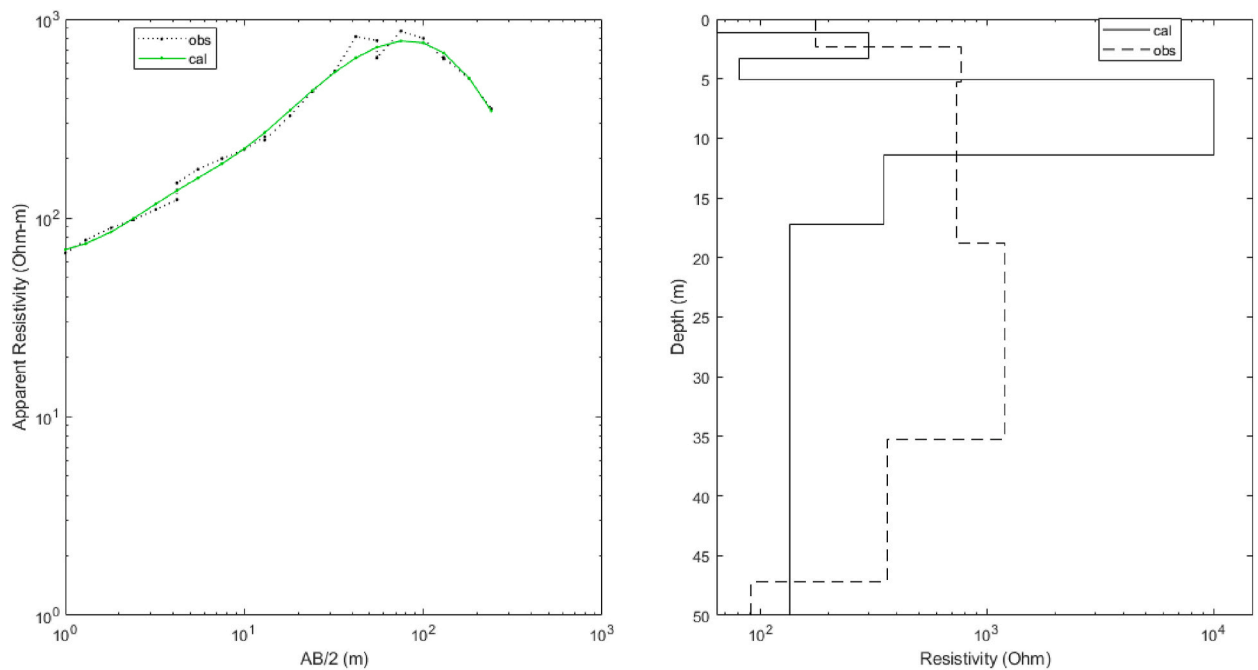 10³
10²
10¹
10⁰
Apparent Resistivity (Ohm-m)
obs
cal
10⁰
10¹
10²
10³
AB/2 (m)
0
5
10
15
20
25
30
35
40
45
50
Depth (m)
cal
obs
10²
10³
10⁴
Resistivity (Ohm)